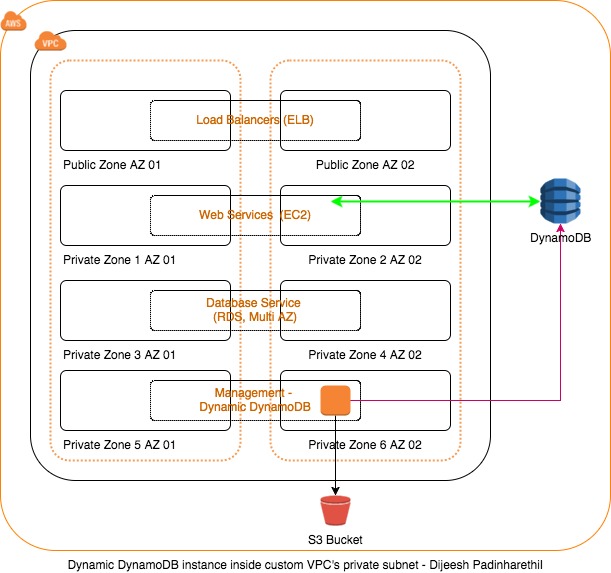 AWS
VPC
Load Balancers (ELB)
Public Zone AZ 01
Public Zone AZ 02
Web Services (EC2)
DynamoDB
Private Zone 1 AZ 01
Private Zone 2 AZ 02
Database Service
(RDS, Multi AZ)
Private Zone 3 AZ 01
Private Zone 4 AZ 02
Management -
Dynamic DynamoDB
Private Zone 5 AZ 01
Private Zone 6 AZ 02
S3 Bucket
Dynamic DynamoDB instance inside custom VPC's private subnet - Dijeesh Padinharethil